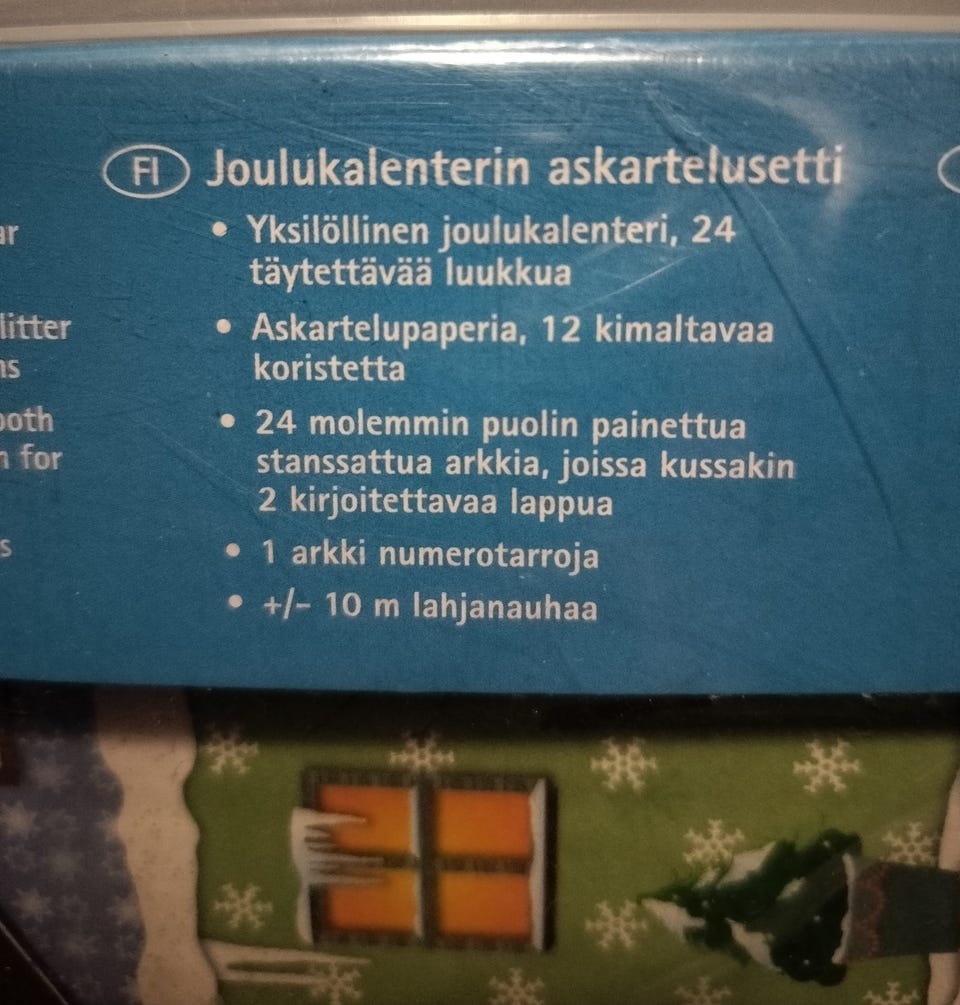 FI Joulukalenterin askartelusetti
• Yksilöllinen joulukalenteri, 24
täytettävää luukkua
• Askartelupaperia, 12 kimaltavaa
koristetta
• 24 molemmin puolin painettua
stanssattua arkkia, joissa kussakin
2 kirjoitettavaa lappua
• 1 arkki numerotarroja
• +/- 10 m lahjanauhaa
for